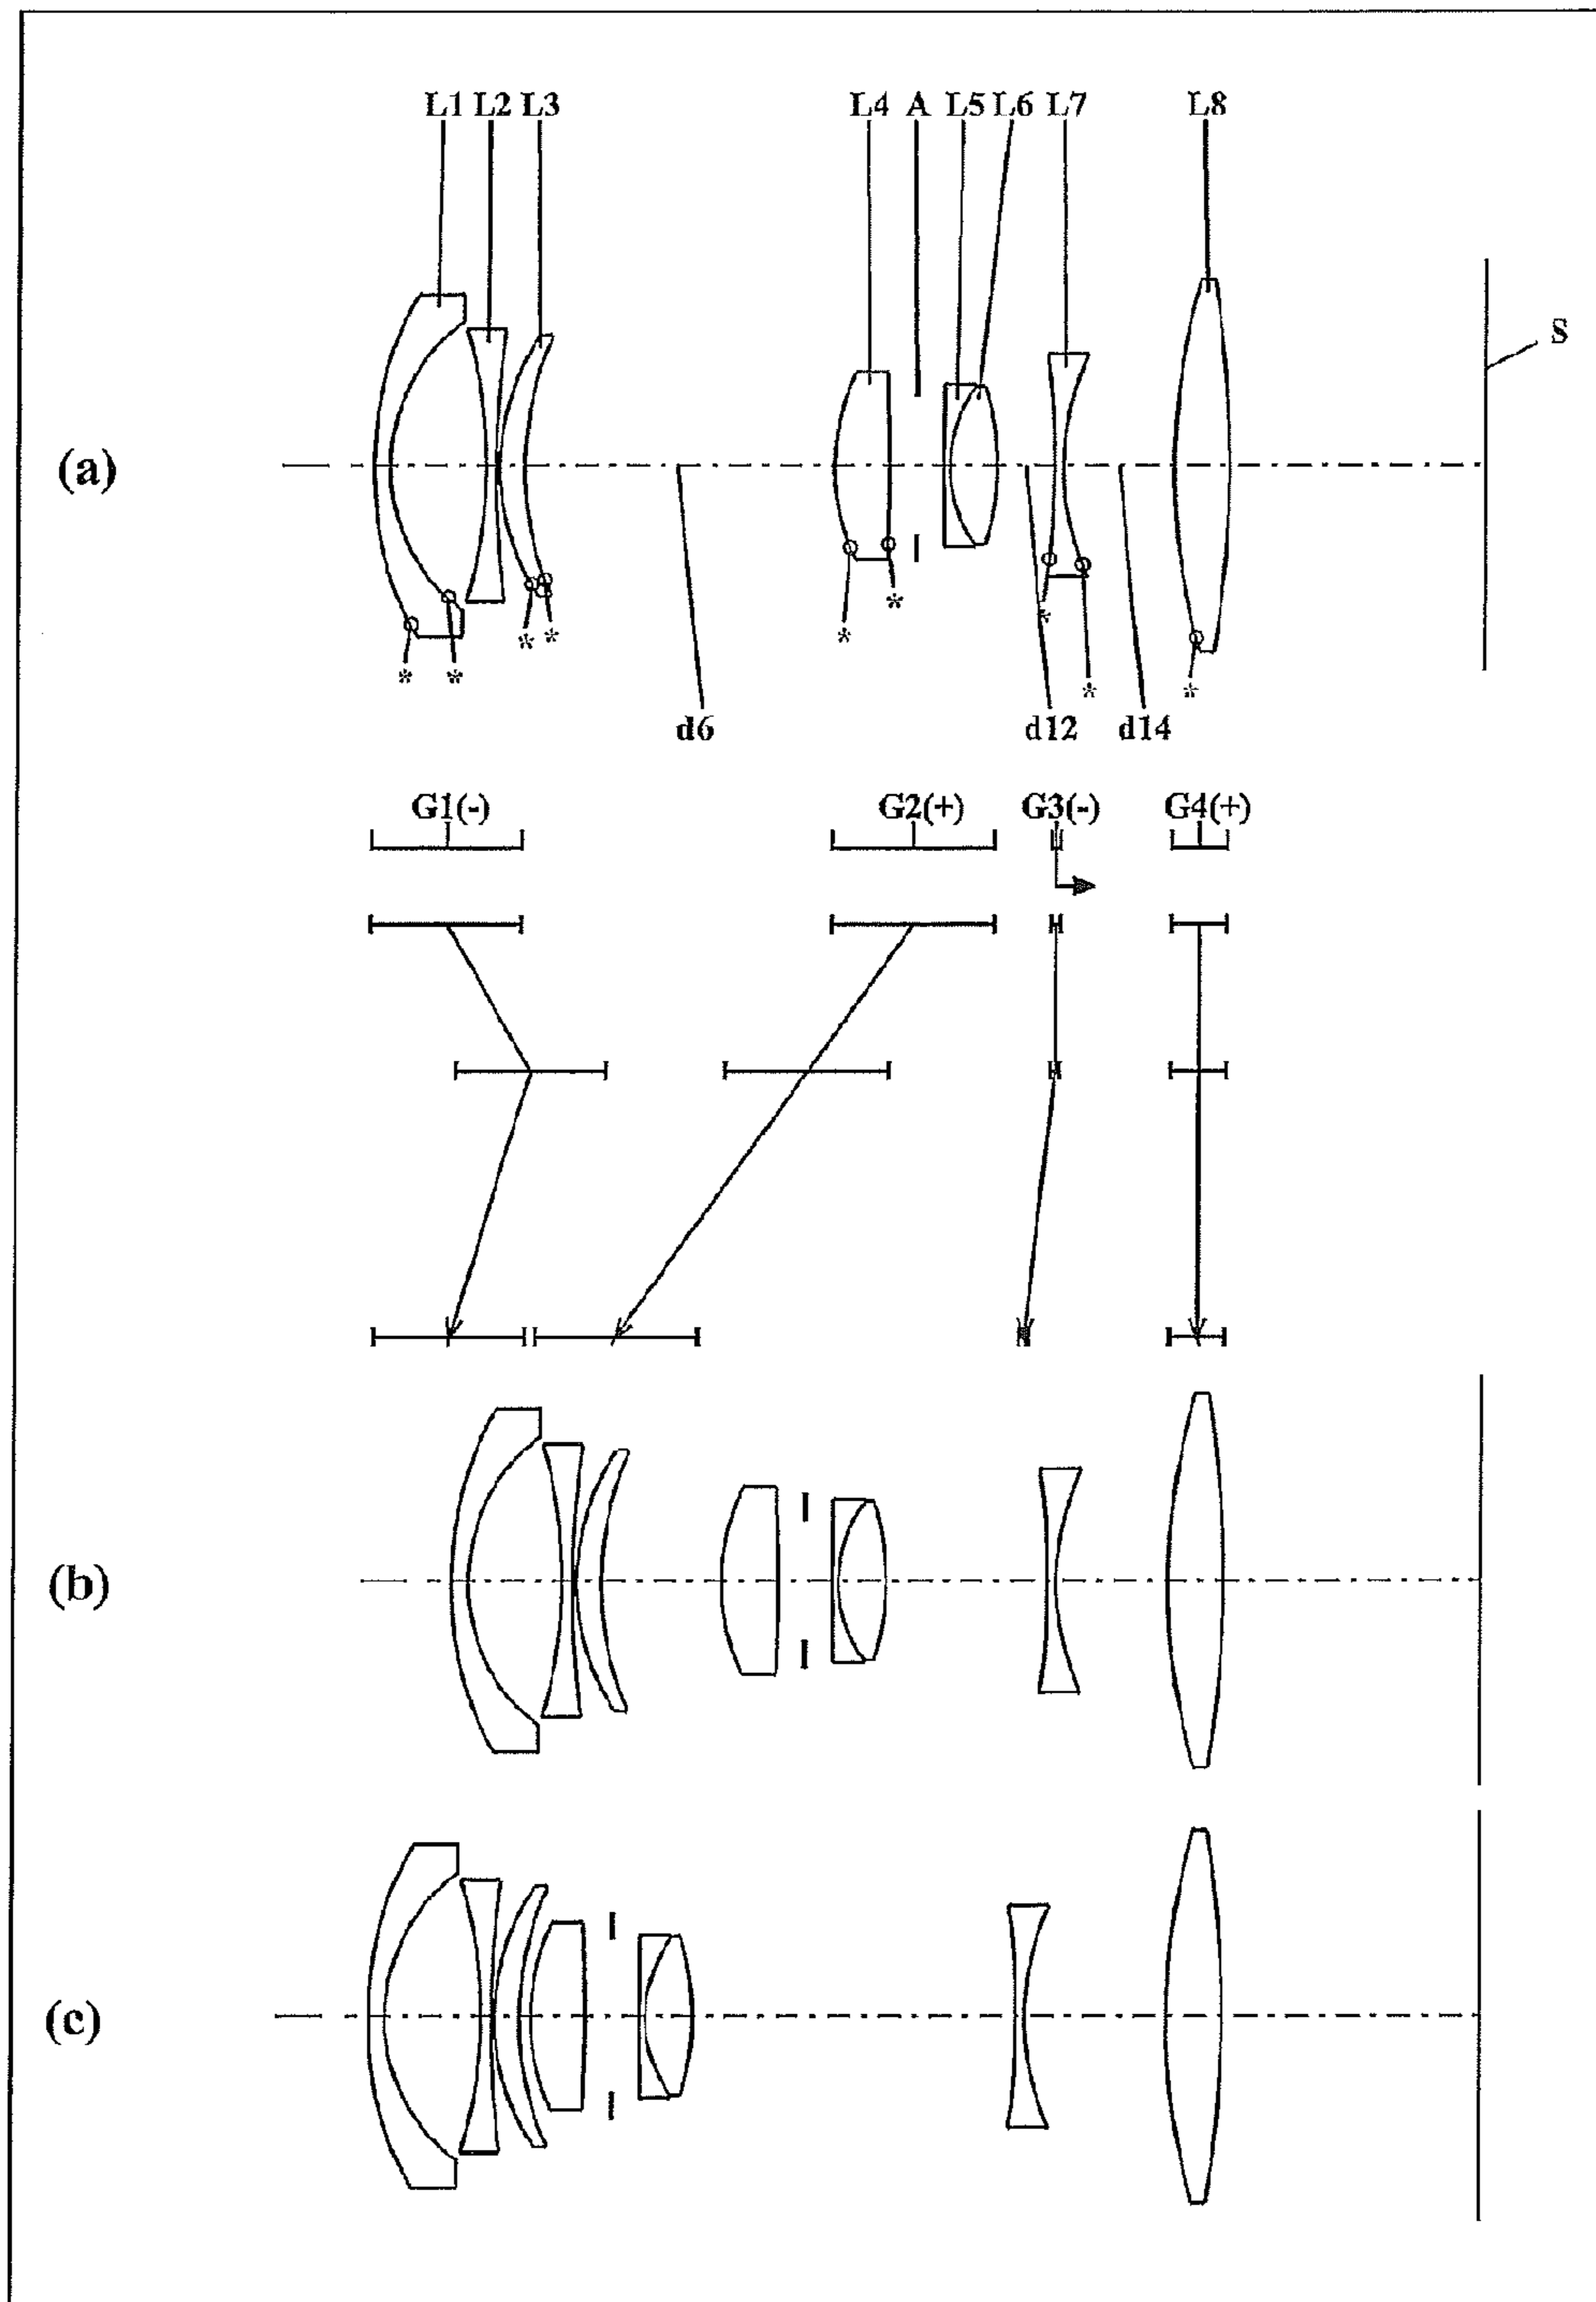 L1 L2 L3 L4 A L5 L6 L7 L8
S
(a)
* * * * * * * * *
d6 d12 d14
G1(-) G2(+) G3(-) G4(+)
(b)
(c)